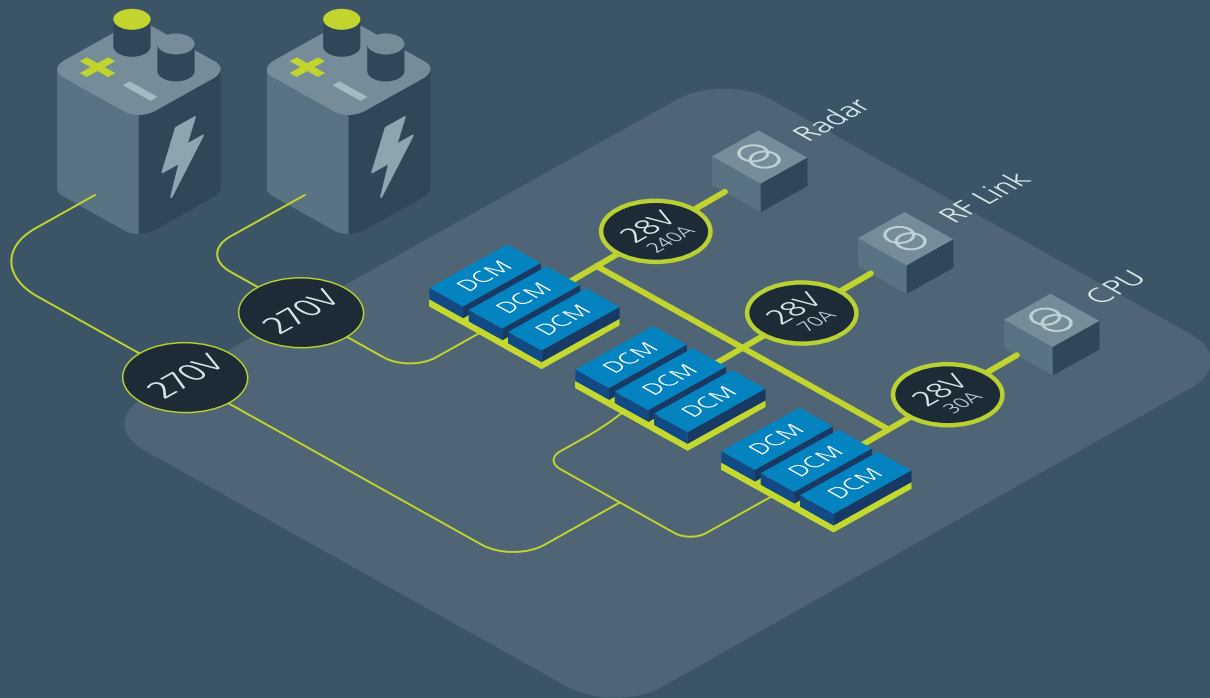 Radar
RF Link
CPU
28V
240A
28V
70A
28V
30A
270V
270V
DCM
DCM
DCM
DCM
DCM
DCM
DCM
DCM
DCM